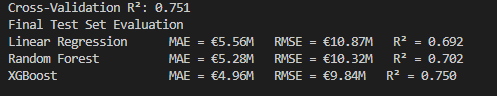 Cross-Validation R²: 0.751
Final Test Set Evaluation
Linear Regression MAE = €5.56M RMSE = €10.87M R² = 0.692
Random Forest MAE = €5.28M RMSE = €10.32M R² = 0.702
XGBoost MAE = €4.96M RMSE = €9.84M R² = 0.750